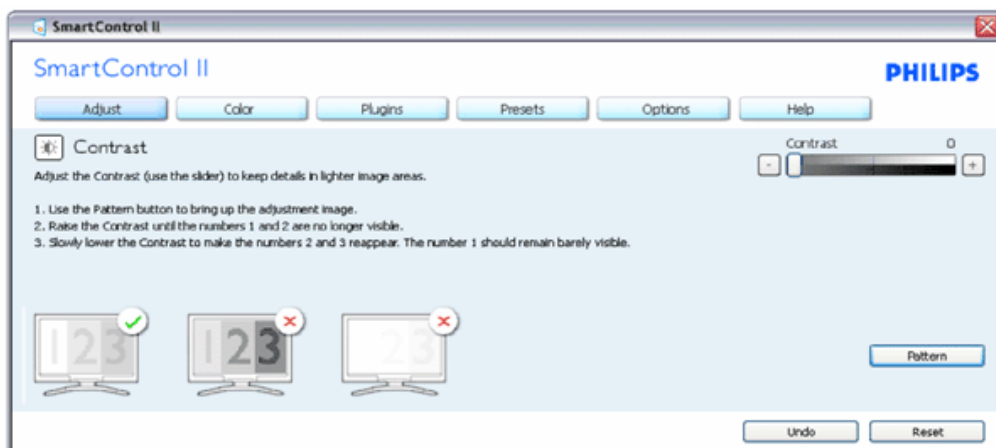 SmartControl II
SmartControl II
PHILIPS
Adjust Color Plugins Presets Options Help
Contrast
Contrast 0
- +
Adjust the Contrast (use the slider) to keep details in lighter image areas.
1. Use the Pattern button to bring up the adjustment image.
2. Raise the Contrast until the numbers 1 and 2 are no longer visible.
3. Slowly lower the Contrast to make the numbers 2 and 3 reappear. The number 1 should remain barely visible.
123 123 23
Pattern
Undo Reset